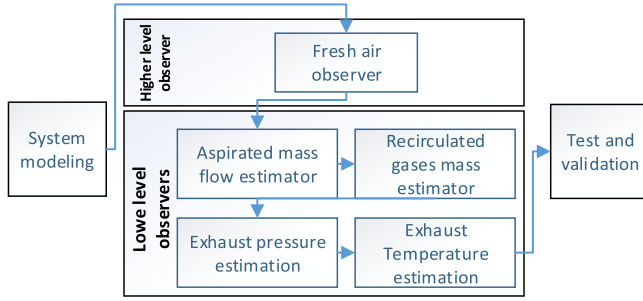 System
modeling
Higher level
observer
Fresh air
observer
Lowe level
observers
Aspirated mass
flow estimator
Recirculated
gases mass
estimator
Exhaust pressure
estimation
Exhaust
Temperature
estimation
Test and
validation